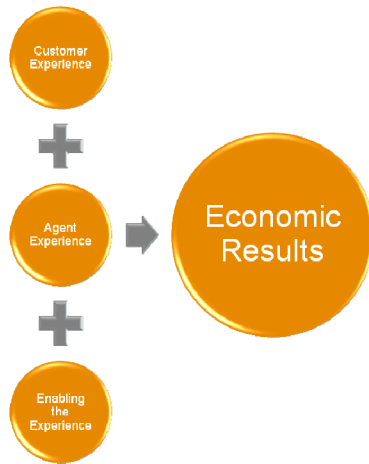 Customer
Experience
Agent
Experience
Economic
Results
Enabling
the
Experience